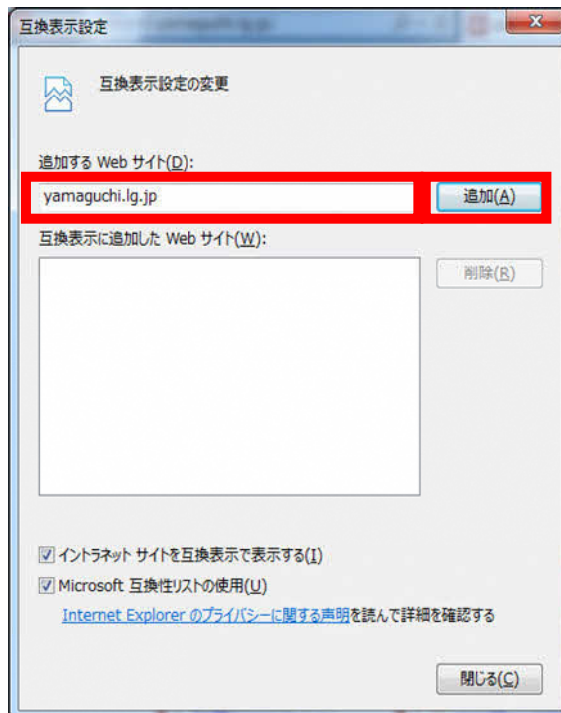 互換表示設定
互換表示設定の変更
追加する Web サイト(D):
yamaguchi.lg.jp
追加(A)
互換表示に追加した Web サイト(W):
削除(R)
イントラネット サイトを互換表示で表示する(I)
Microsoft 互換性リストの使用(U)
Internet Explorer のプライバシーに関する声明を読んで詳細を確認する
閉じる(C)